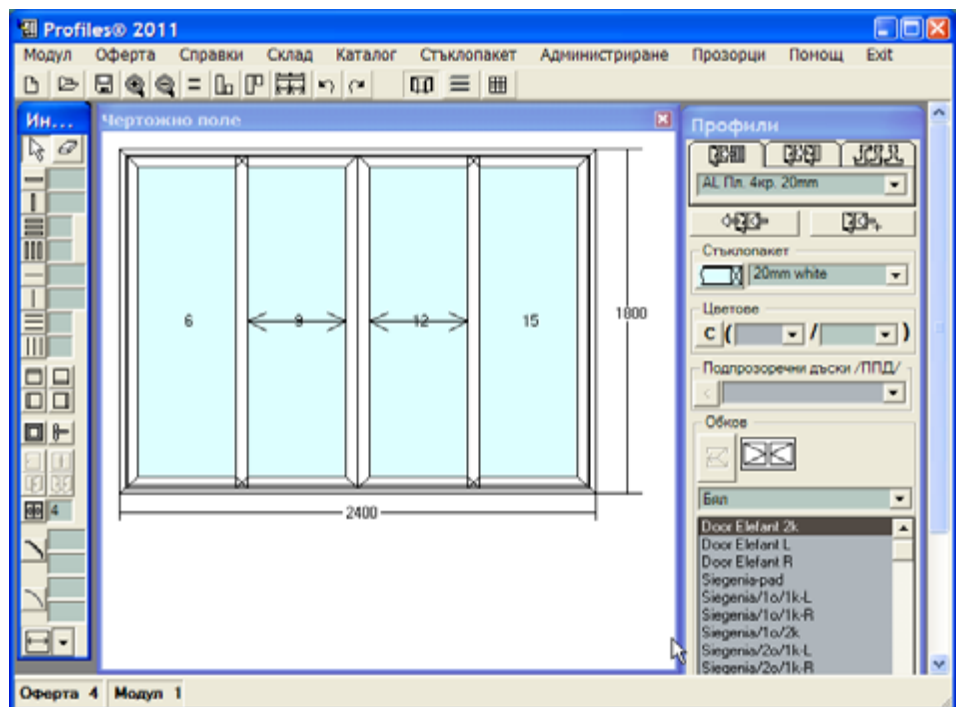 Profiles® 2011
Модул Оферта Справки Склад Каталог Стъклопакет Администриране Прозорци Помощ Exit
Ин...
Чертожно поле
Профили
AL Пл. 4кр. 20mm
Стъклопакет
20mm white
Цветове
C ( / )
Подпрозоречни дъски /ППД/
<
Обков
Бял
Door Elefant 2k
Door Elefant L
Door Elefant R
Siegenia-pad
Siegenia/1o/1k-L
Siegenia/1o/1k-R
Siegenia/1o/2k
Siegenia/2o/1k-L
Siegenia/2o/1k-R
6 9 12 15
1800
2400
4
Оферта 4 Модул 1